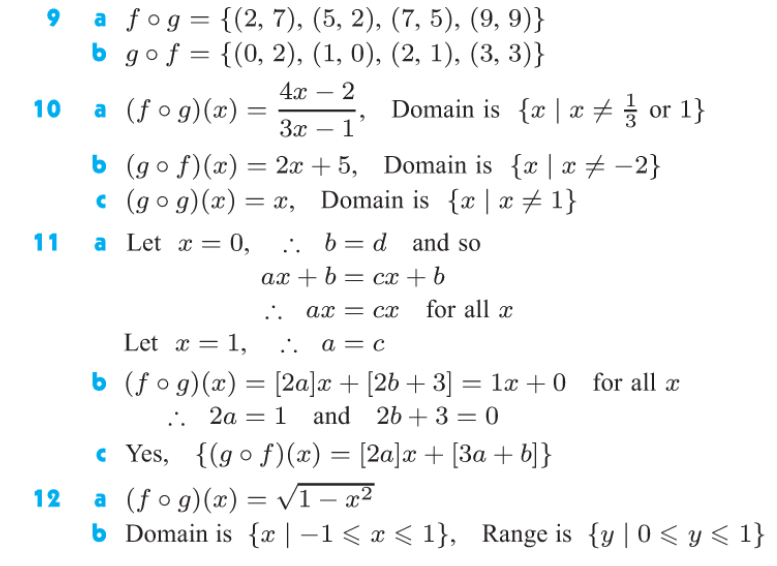 9 a f ∘ g = {(2, 7), (5, 2), (7, 5), (9, 9)}
b g ∘ f = {(0, 2), (1, 0), (2, 1), (3, 3)}
10 a (f ∘ g)(x) = (4x − 2)/(3x − 1), Domain is {x | x ≠ 1/3 or 1}
b (g ∘ f)(x) = 2x + 5, Domain is {x | x ≠ −2}
c (g ∘ g)(x) = x, Domain is {x | x ≠ 1}
11 a Let x = 0, ∴ b = d and so
ax + b = cx + b
∴ ax = cx for all x
Let x = 1, ∴ a = c
b (f ∘ g)(x) = [2a]x + [2b + 3] = 1x + 0 for all x
∴ 2a = 1 and 2b + 3 = 0
c Yes, {(g ∘ f)(x) = [2a]x + [3a + b]}
12 a (f ∘ g)(x) = √(1 − x²)
b Domain is {x | −1 ⩽ x ⩽ 1}, Range is {y | 0 ⩽ y ⩽ 1}